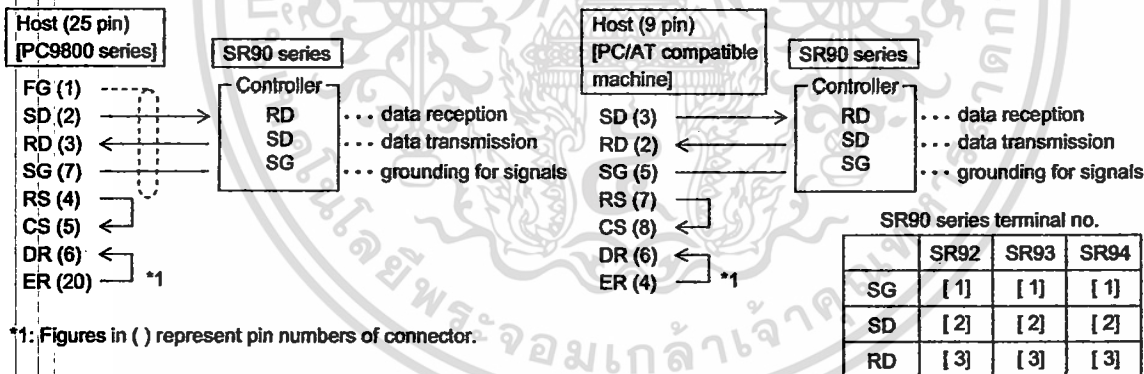 Host (25 pin)
[PC9800 series]
SR90 series
Controller
FG (1)
SD (2)
RD (3)
SG (7)
RS (4)
CS (5)
DR (6)
ER (20)
*1
RD
SD
SG
... data reception
... data transmission
... grounding for signals
*1: Figures in ( ) represent pin numbers of connector.
Host (9 pin)
[PC/AT compatible
machine]
SR90 series
Controller
SD (3)
RD (2)
SG (5)
RS (7)
CS (8)
DR (6)
ER (4)
*1
RD
SD
SG
... data reception
... data transmission
... grounding for signals
SR90 series terminal no.
SR92 SR93 SR94
SG [ 1] [ 1] [ 1]
SD [ 2] [ 2] [ 2]
RD [ 3] [ 3] [ 3]